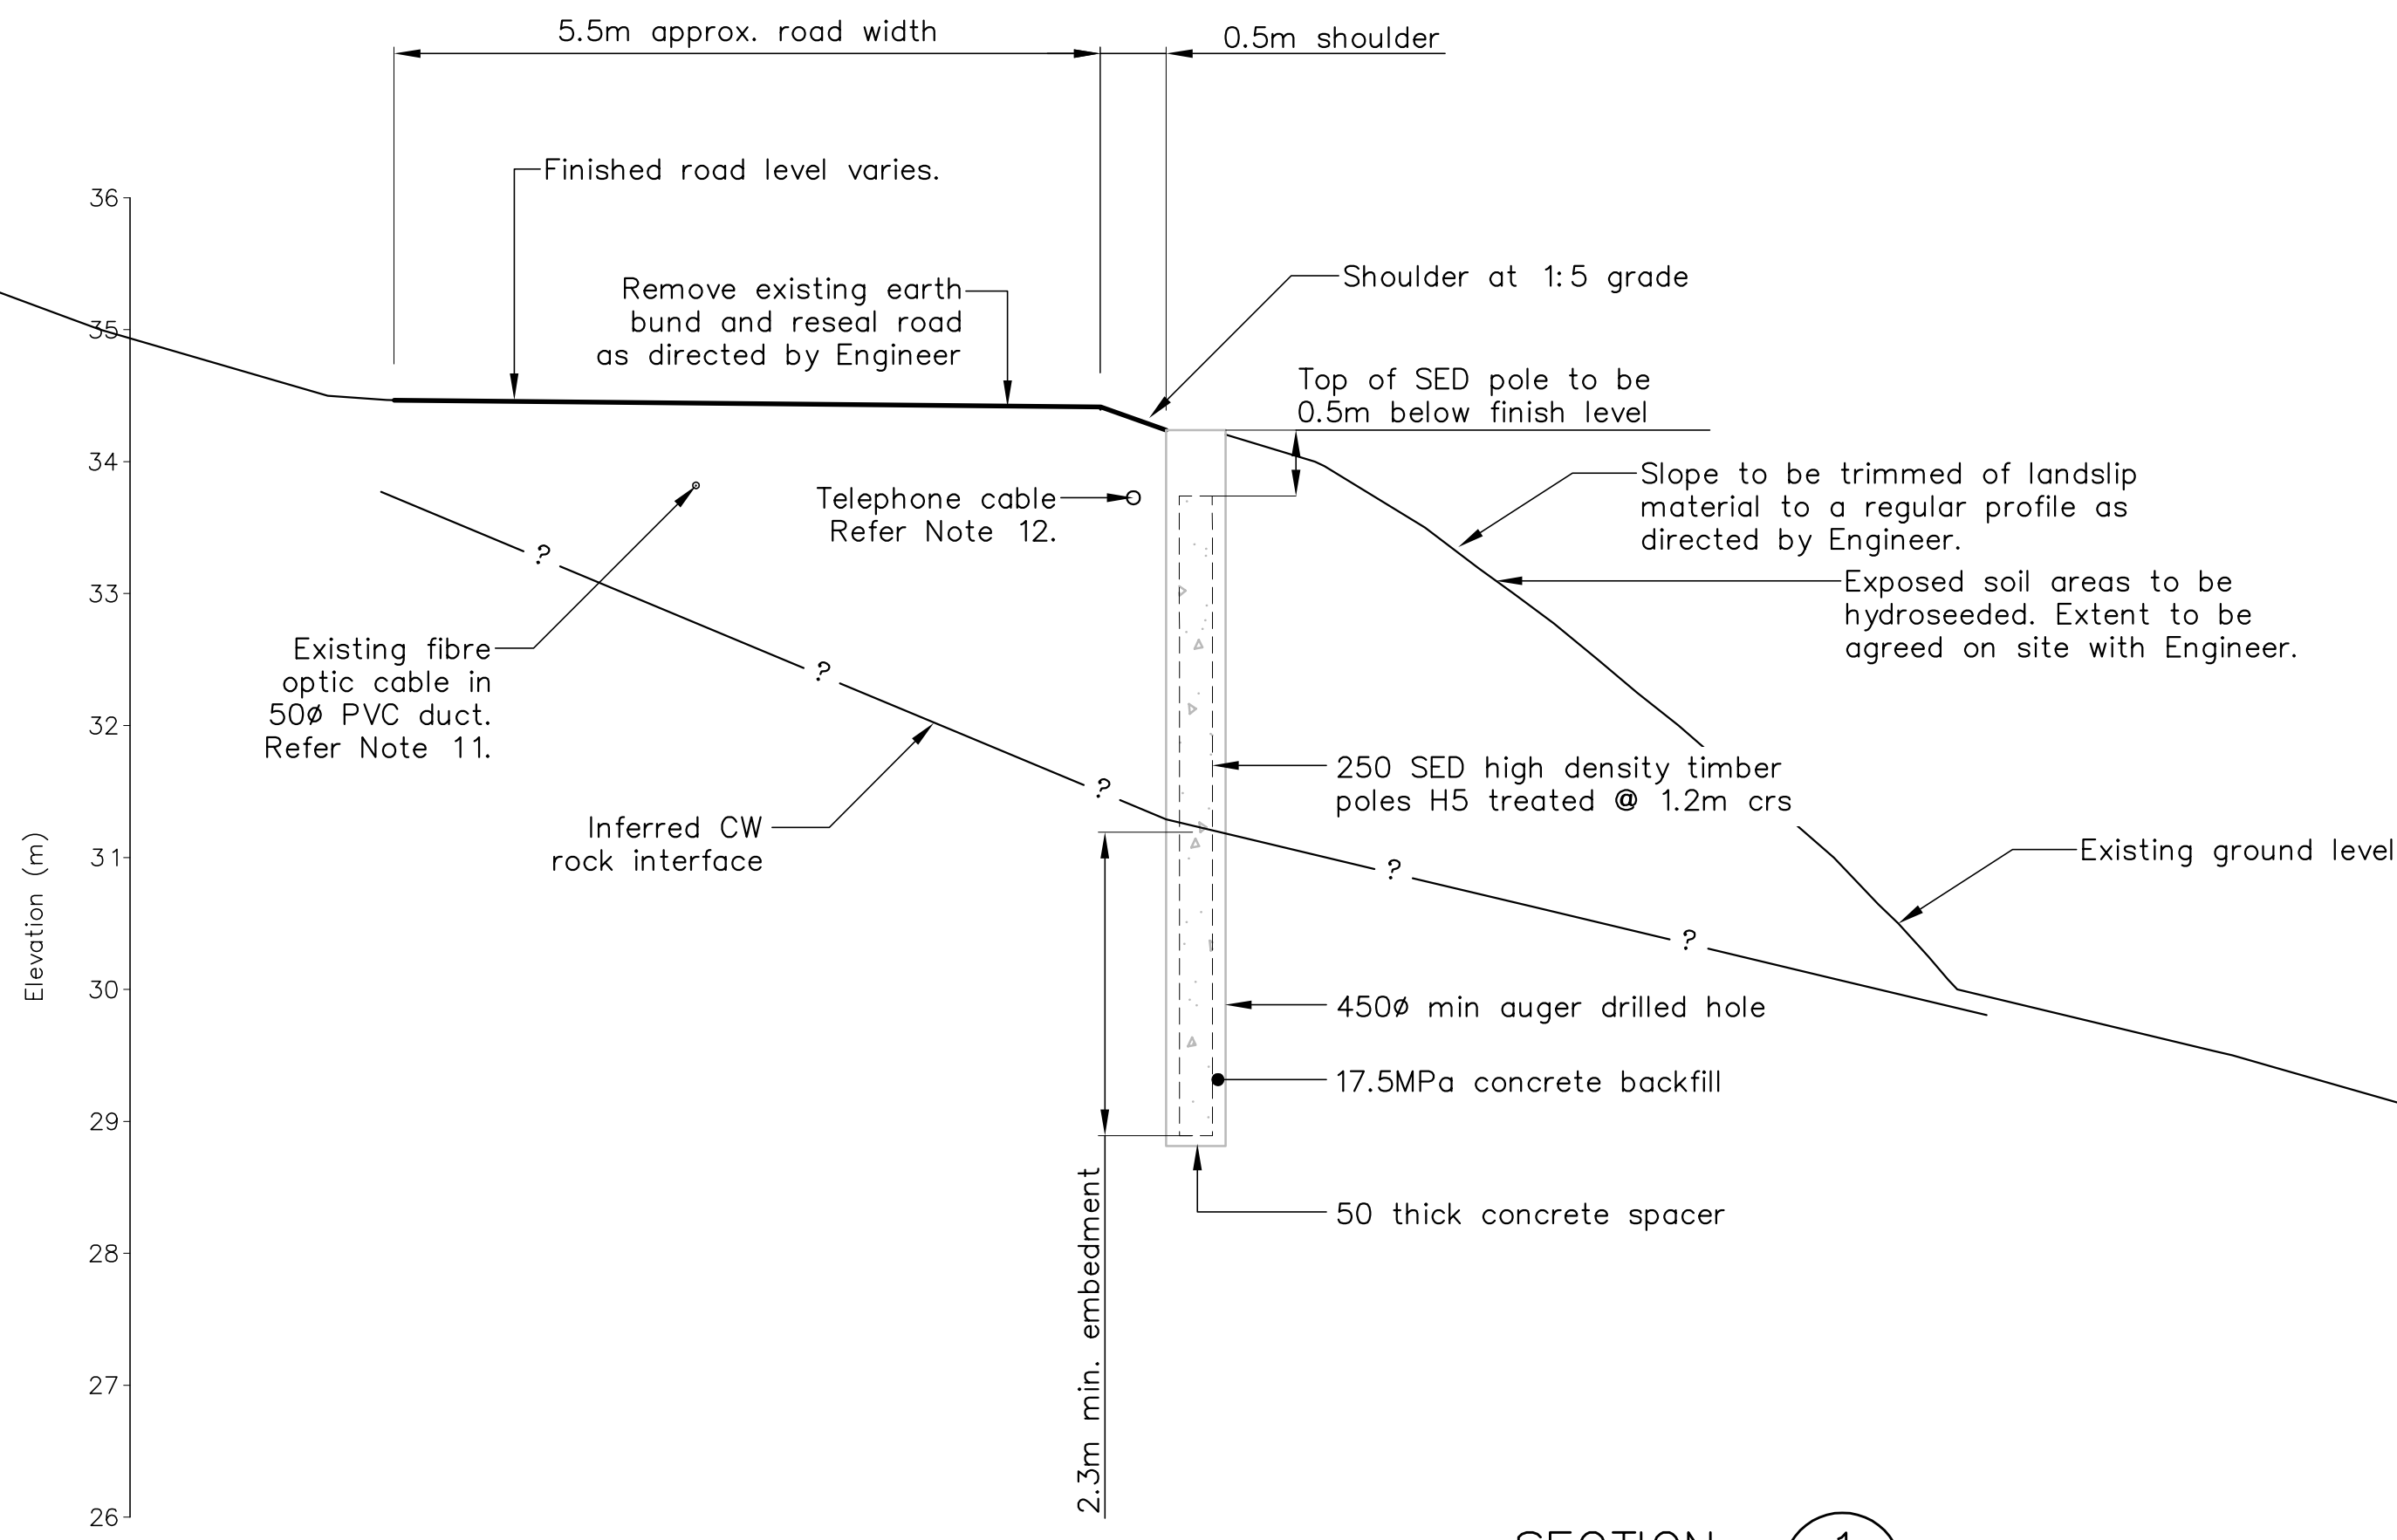 5.5m approx. road width
0.5m shoulder
Finished road level varies.
Remove existing earth
bund and reseal road
as directed by Engineer
Shoulder at 1:5 grade
Top of SED pole to be
0.5m below finish level
Slope to be trimmed of landslip
material to a regular profile as
directed by Engineer.
Exposed soil areas to be
hydroseeded. Extent to be
agreed on site with Engineer.
Telephone cable
Refer Note 12.
Existing fibre
optic cable in
50ø PVC duct.
Refer Note 11.
Inferred CW
rock interface
?
?
?
?
?
250 SED high density timber
poles H5 treated @ 1.2m crs
Existing ground level
450ø min auger drilled hole
17.5MPa concrete backfill
50 thick concrete spacer
2.3m min. embedment
Elevation (m)
36
35
34
33
32
31
30
29
28
27
26
SECTION
1